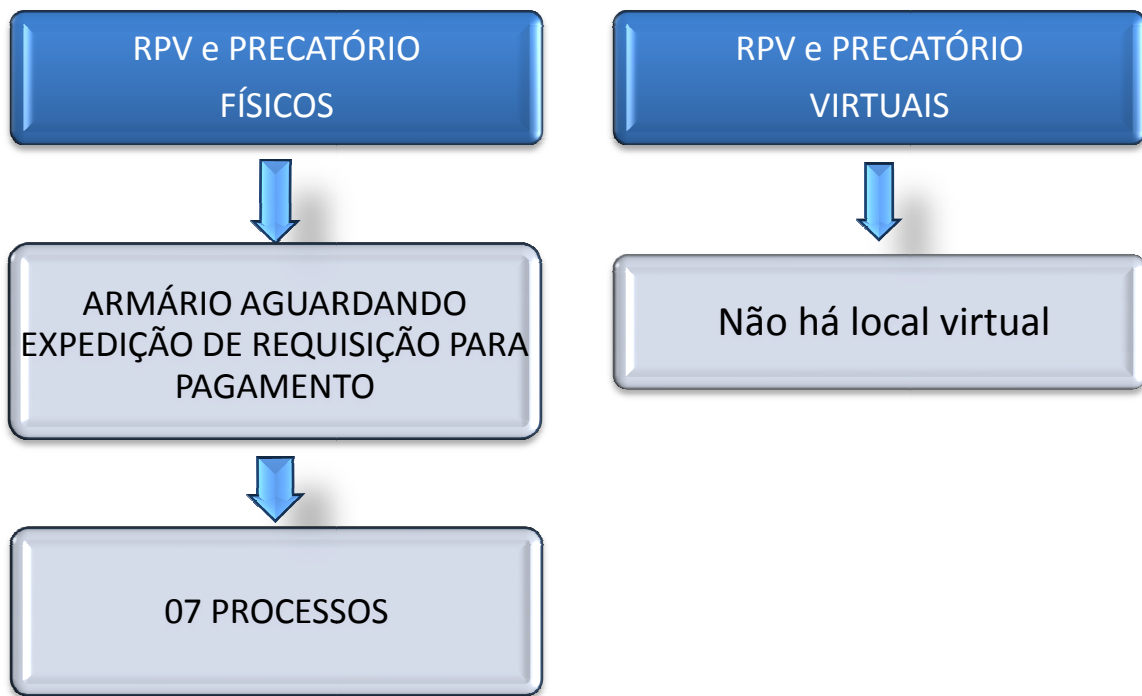 RPV e PRECATÓRIO
FÍSICOS
ARMÁRIO AGUARDANDO
EXPEDIÇÃO DE REQUISIÇÃO PARA
PAGAMENTO
07 PROCESSOS
RPV e PRECATÓRIO
VIRTUAIS
Não há local virtual